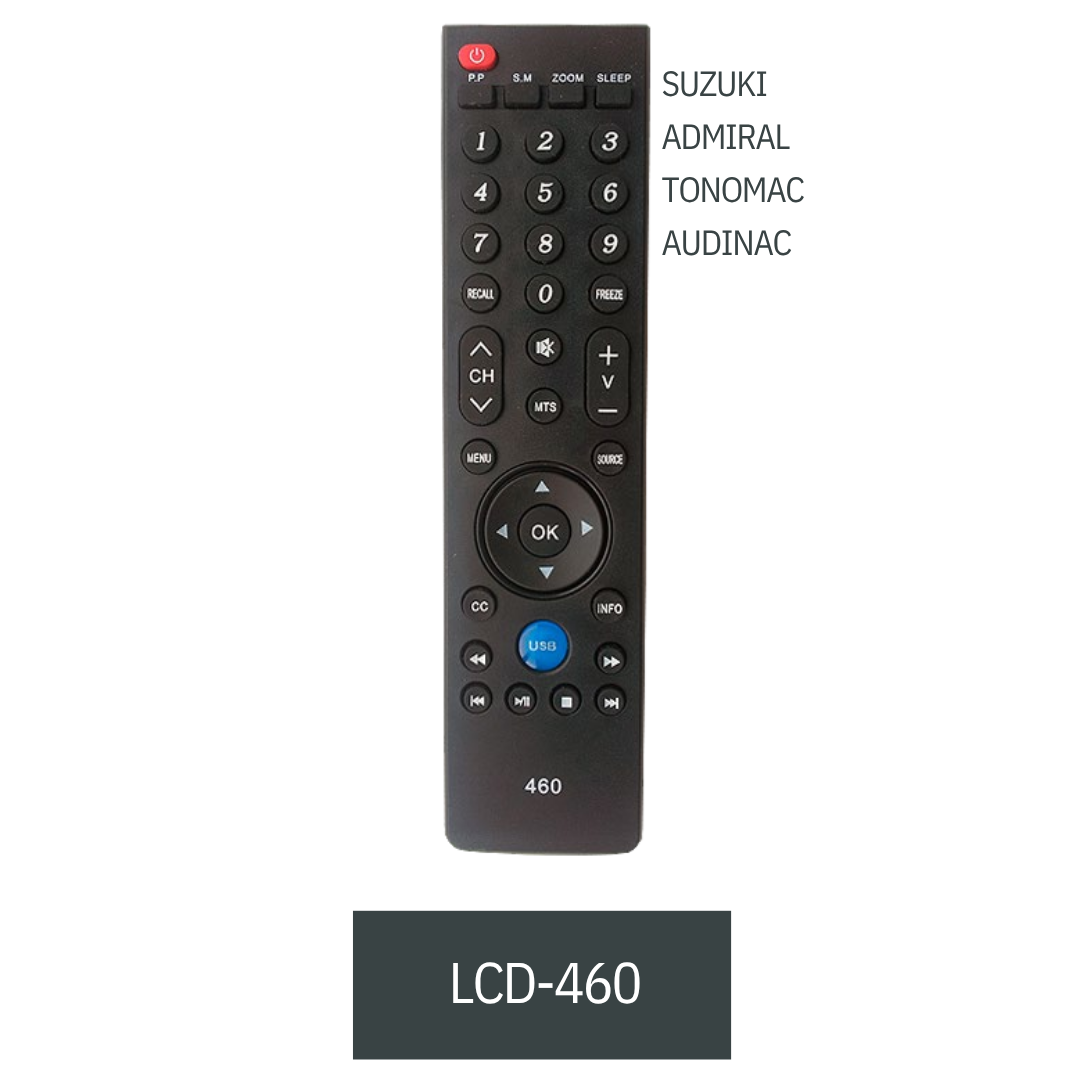 P.P S.M ZOOM SLEEP
SUZUKI
ADMIRAL
TONOMAC
AUDINAC
1 2 3
4 5 6
7 8 9
RECALL 0 FREEZE
CH
+
V
−
MTS
MENU SOURCE
OK
CC INFO
USB
460
LCD-460